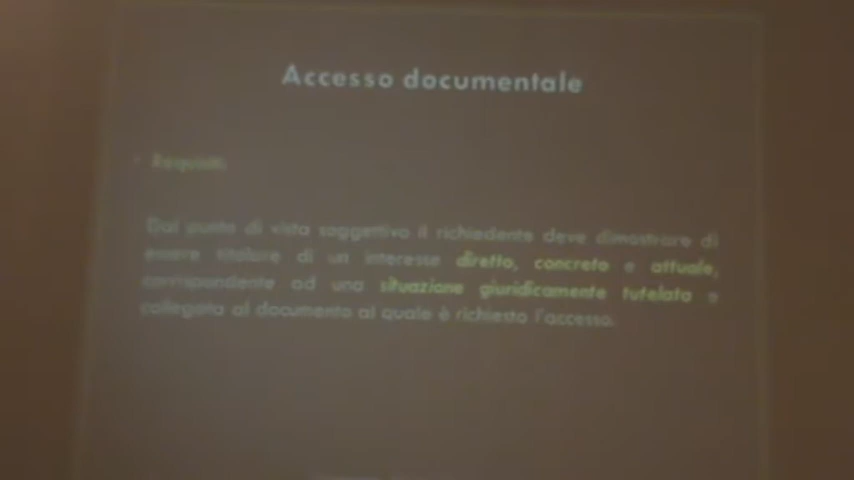 Accesso documentale
• Requisiti
Dal punto di vista soggettivo il richiedente deve dimostrare di
essere titolare di un interesse diretto, concreto e attuale,
corrispondente ad una situazione giuridicamente tutelata e
collegata al documento al quale è richiesto l'accesso.